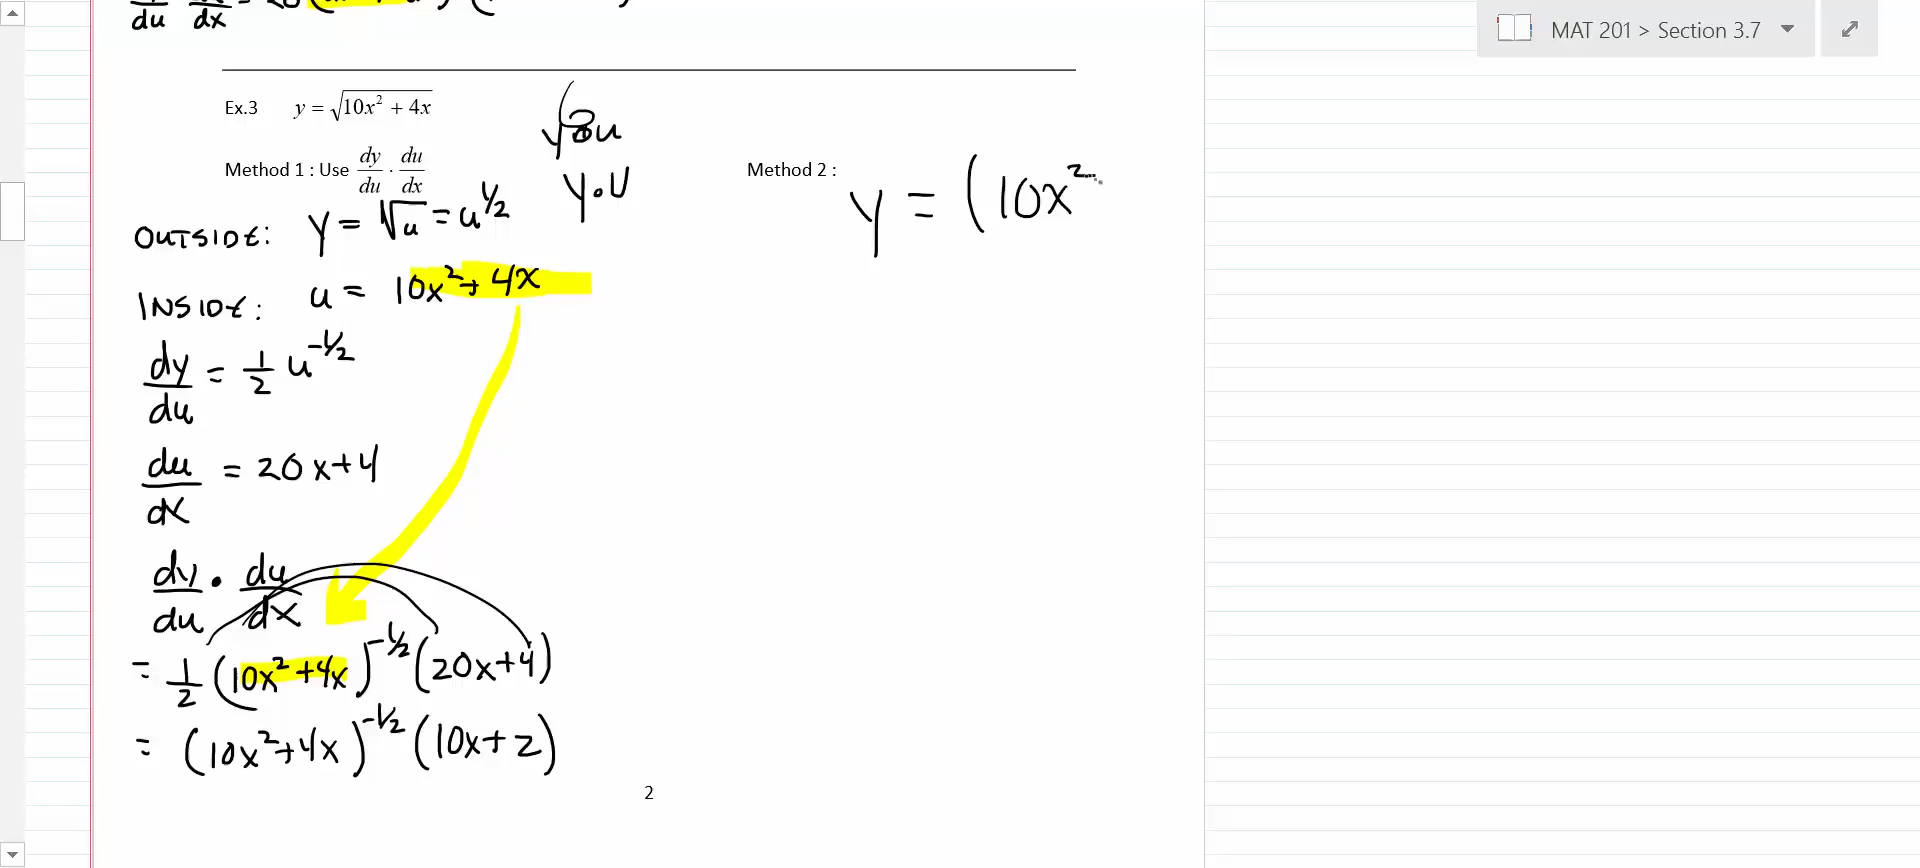 du dx
MAT 201 > Section 3.7
Ex.3 y = √(10x² + 4x)
Method 1 : Use dy/du · du/dx
y · u
Method 2 :
y = (10x²
OUTSIDE: y = √u = u^1/2
INSIDE: u = 10x² + 4x
dy/du = 1/2 u^-1/2
du/dx = 20x+4
dy/du · du/dx
= 1/2 (10x² +4x)^-1/2 (20x+4)
= (10x²+4x)^-1/2 (10x+2)
2